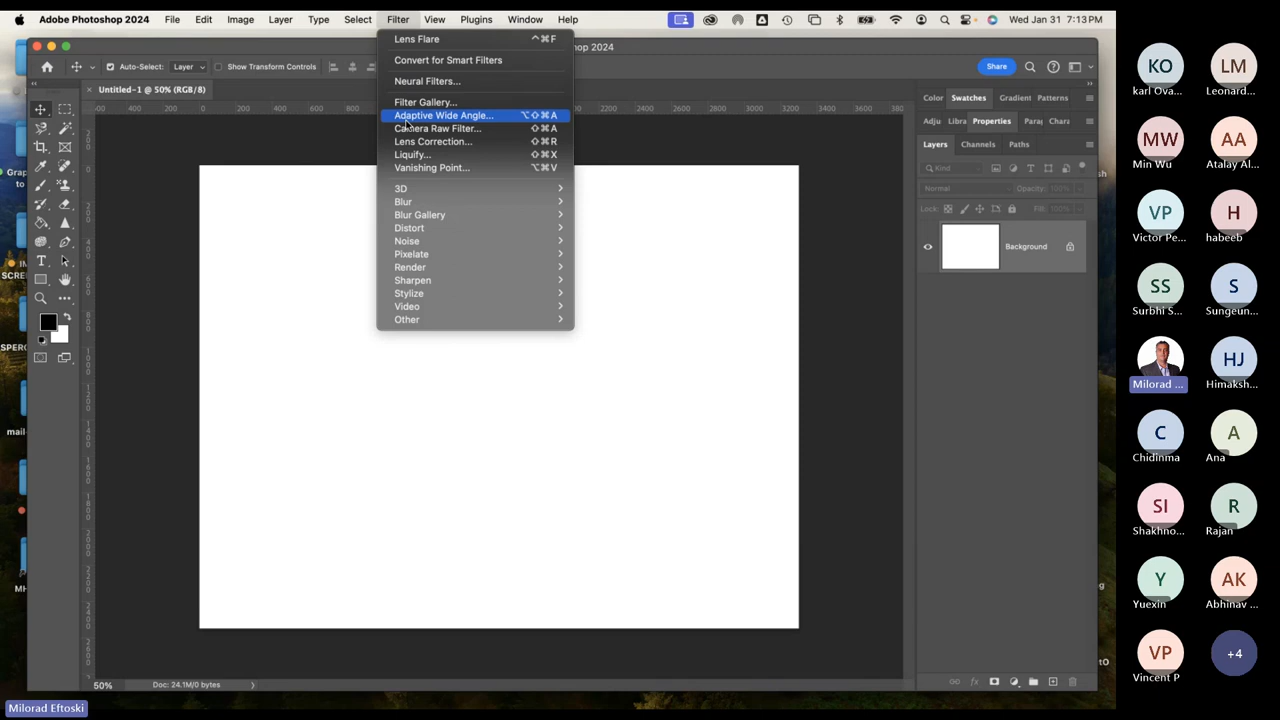 Adobe Photoshop 2024 File Edit Image Layer Type Select Filter View Plugins Window Help Wed Jan 31 7:13 PM
Lens Flare ^⌘F
shop 2024
Convert for Smart Filters
Auto-Select: Layer Show Transform Controls Share
Neural Filters...
Untitled-1 @ 50% (RGB/8)
Filter Gallery...
Adaptive Wide Angle... ⌥⇧⌘A
Camera Raw Filter... ⇧⌘A
Lens Correction... ⇧⌘R
Liquify... ⇧⌘X
Vanishing Point... ⌥⌘V
3D
Blur
Blur Gallery
Distort
Noise
Pixelate
Render
Sharpen
Stylize
Video
Other
Color Swatches Gradient Patterns
Adju Libra Properties Para Chara
Layers Channels Paths
Kind
Normal Opacity: 100%
Lock: Fill: 100%
Background
50% Doc: 24.1M/0 bytes
KO LM
karl Ova... Leonard...
MW AA
Min Wu Atalay Al...
VP H
Victor Pe... habeeb
SS S
Surbhi S... Sungeun...
HJ
Milorad ... Himaksh...
C A
Chidinma Ana
SI R
Shakhno... Rajan
Y AK
Yuexin Abhinav ...
VP +4
Vincent P
Milorad Eftoski